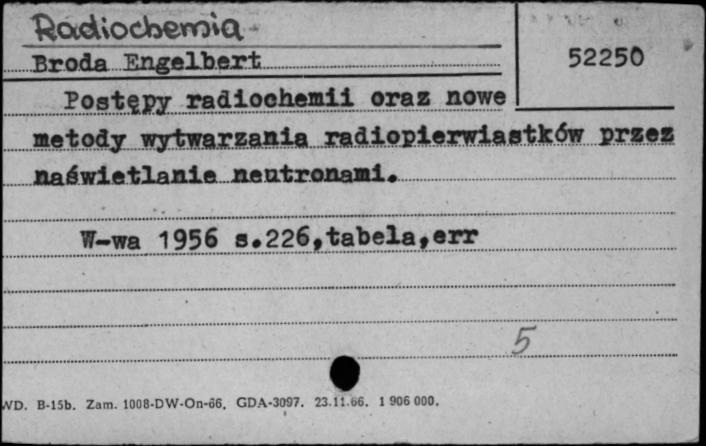 Radiochemia
Broda Engelbert
52250
Postępy radiochemii oraz nowe
metody wytwarzania radiopierwiastków przez
naświetlanie neutronami.
W-wa 1956 s.226,tabela,err
5
WD. B-15b. Zam. 1008-DW-On-66. GDA-3097. 23.11.66. 1 906 000.